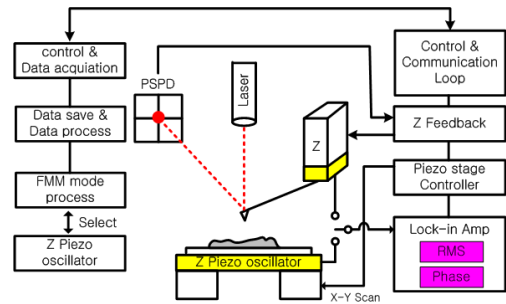 control &
Data acquiation
Data save &
Data process
FMM mode
process
Select
Z Piezo
oscillator
PSPD
Laser
Z
Z Piezo oscillator
X-Y Scan
Control &
Communication
Loop
Z Feedback
Piezo stage
Controller
Lock-in Amp
RMS
Phase